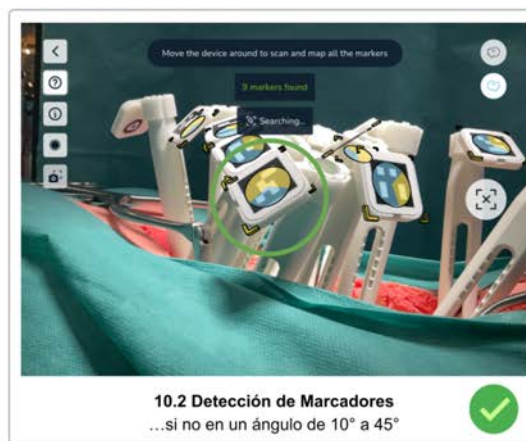 Move the device around to scan and map all the markers
9 markers found
Searching...
10.2 Detección de Marcadores
…si no en un ángulo de 10° a 45°